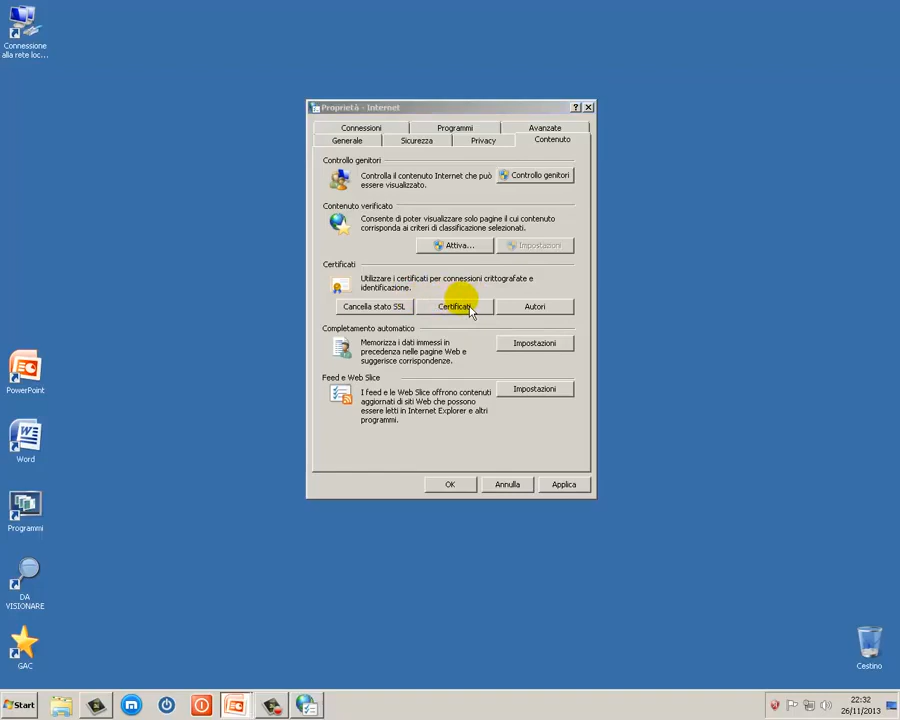 Connessione
alla rete loc...
PowerPoint
Word
Programmi
DA
VISIONARE
GAC
Proprietà - Internet
Connessioni
Programmi
Avanzate
Generale
Sicurezza
Privacy
Contenuto
Controllo genitori
Controlla il contenuto Internet che può
essere visualizzato.
Controllo genitori
Contenuto verificato
Consente di poter visualizzare solo pagine il cui contenuto
corrisponda ai criteri di classificazione selezionati.
Attiva...
Impostazioni
Certificati
Utilizzare i certificati per connessioni crittografate e
identificazione.
Cancella stato SSL
Certificati
Autori
Completamento automatico
Memorizza i dati immessi in
precedenza nelle pagine Web e
suggerisce corrispondenze.
Impostazioni
Feed e Web Slice
I feed e le Web Slice offrono contenuti
aggiornati di siti Web che possono
essere letti in Internet Explorer e altri
programmi.
Impostazioni
OK
Annulla
Applica
Cestino
Start
22:32
26/11/2013